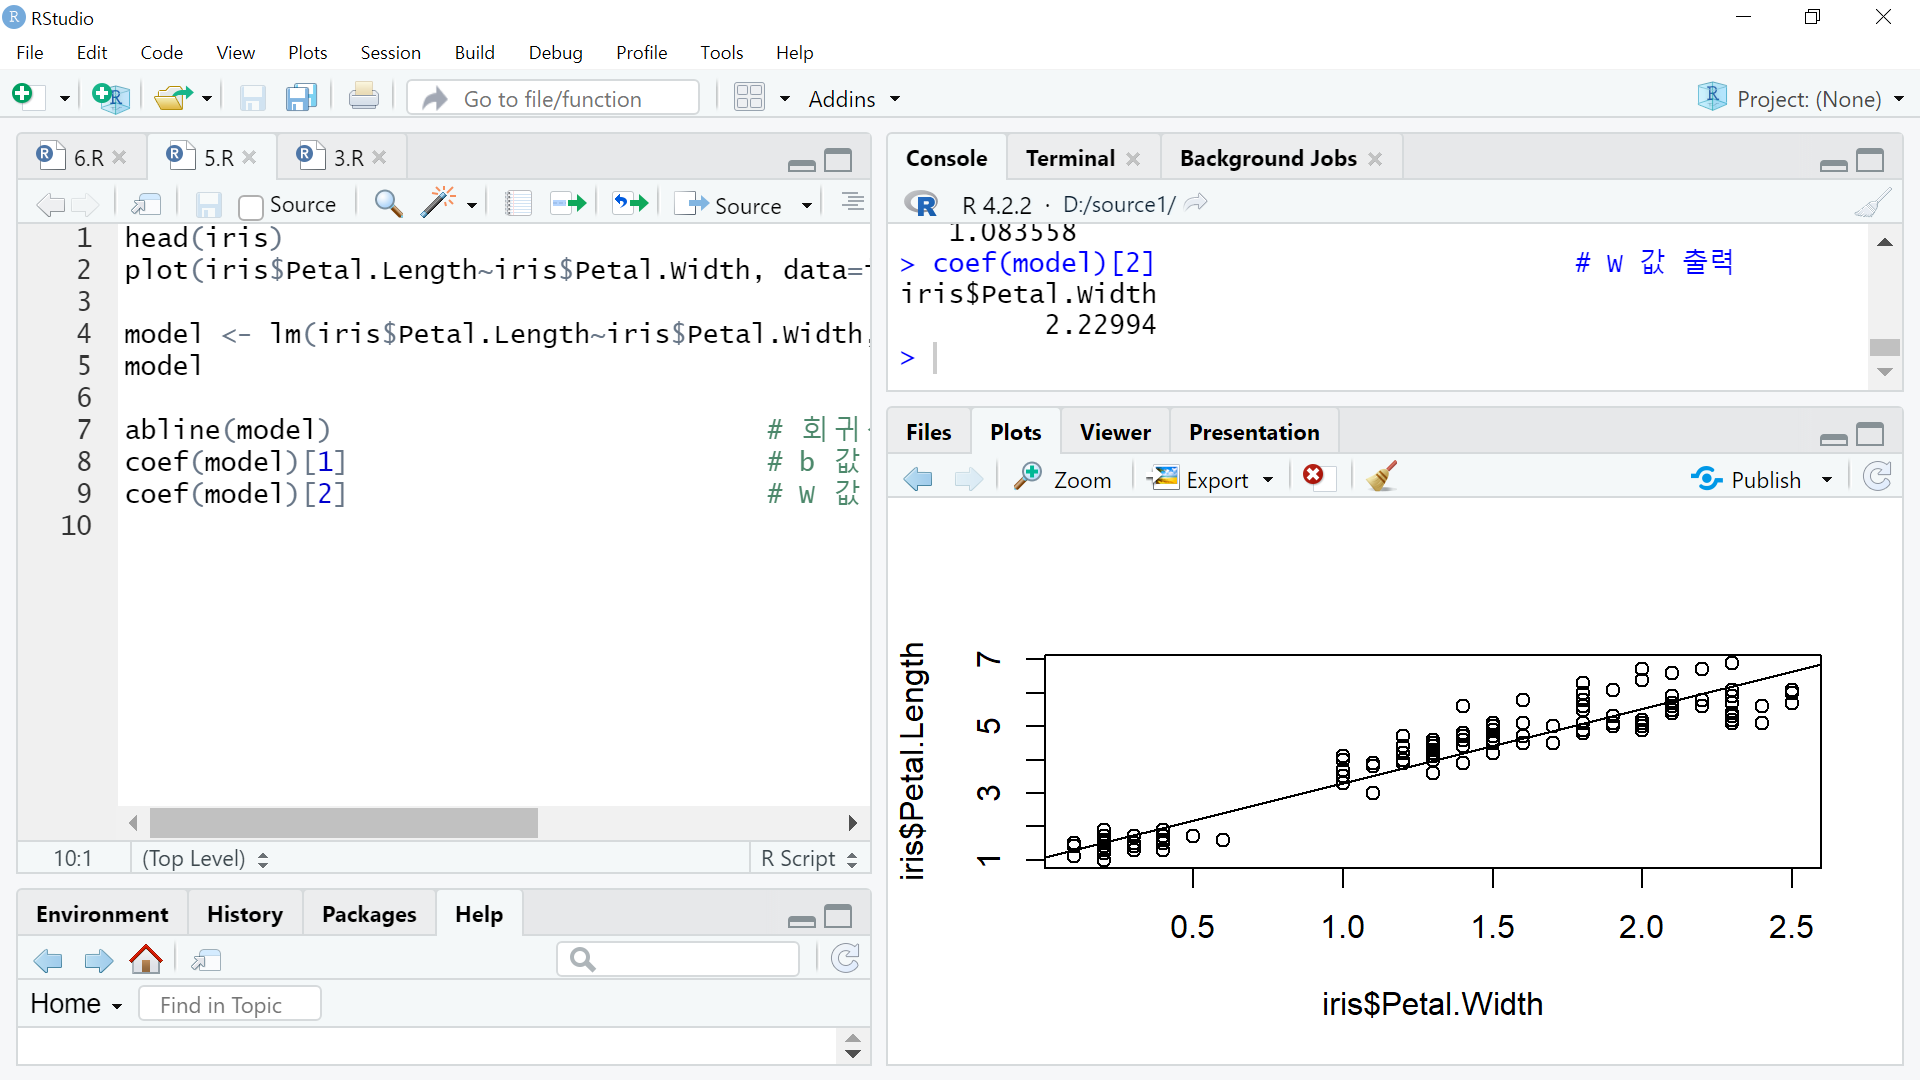 RStudio
File Edit Code View Plots Session Build Debug Profile Tools Help
Go to file/function
Addins
Project: (None)
6.R
5.R
3.R
Source
Source
1 head(iris)
2 plot(iris$Petal.Length~iris$Petal.Width, data=
3
4 model <- lm(iris$Petal.Length~iris$Petal.Width,
5 model
6
7 abline(model) # 회귀
8 coef(model)[1] # b 값
9 coef(model)[2] # w 값
10
10:1
(Top Level)
R Script
Environment History Packages Help
Home
Find in Topic
Console Terminal Background Jobs
R 4.2.2 · D:/source1/
1.083558
> coef(model)[2] # w 값 출력
iris$Petal.Width
2.22994
>
Files Plots Viewer Presentation
Zoom Export Publish
iris$Petal.Length
7
5
3
1
0.5 1.0 1.5 2.0 2.5
iris$Petal.Width